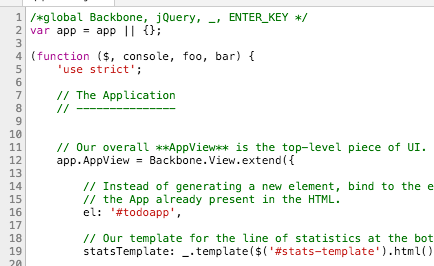 1 /*global Backbone, jQuery, _, ENTER_KEY */
2 var app = app || {};
3
4 (function ($, console, foo, bar) {
5 'use strict';
6
7 // The Application
8 // ---------------
9
10
11 // Our overall **AppView** is the top-level piece of UI.
12 app.AppView = Backbone.View.extend({
13
14 // Instead of generating a new element, bind to the e
15 // the App already present in the HTML.
16 el: '#todoapp',
17
18 // Our template for the line of statistics at the bot
19 statsTemplate: _.template($('#stats-template').html()
20